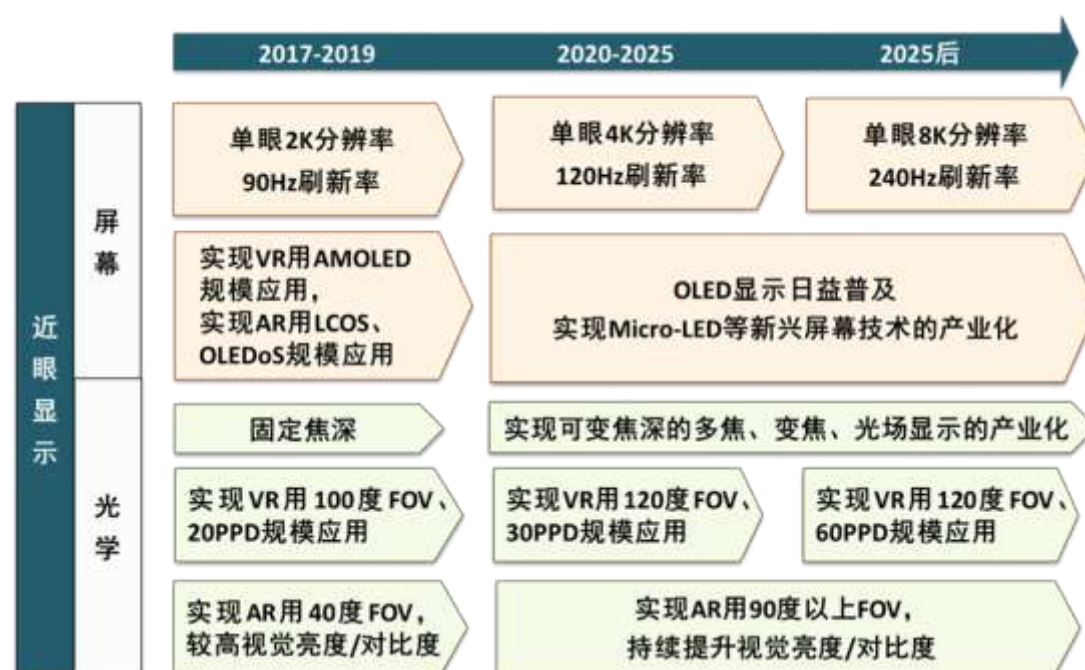 2017-2019
2020-2025
2025后
近眼显示
屏幕
单眼2K分辨率
90Hz刷新率
单眼4K分辨率
120Hz刷新率
单眼8K分辨率
240Hz刷新率
实现VR用AMOLED
规模应用，
实现AR用LCOS、
OLEDoS规模应用
OLED显示日益普及
实现Micro-LED等新兴屏幕技术的产业化
光学
固定焦深
实现可变焦深的多焦、变焦、光场显示的产业化
实现VR用100度FOV、
20PPD规模应用
实现VR用120度FOV、
30PPD规模应用
实现VR用120度FOV、
60PPD规模应用
实现AR用40度FOV，
较高视觉亮度/对比度
实现AR用90度以上FOV，
持续提升视觉亮度/对比度